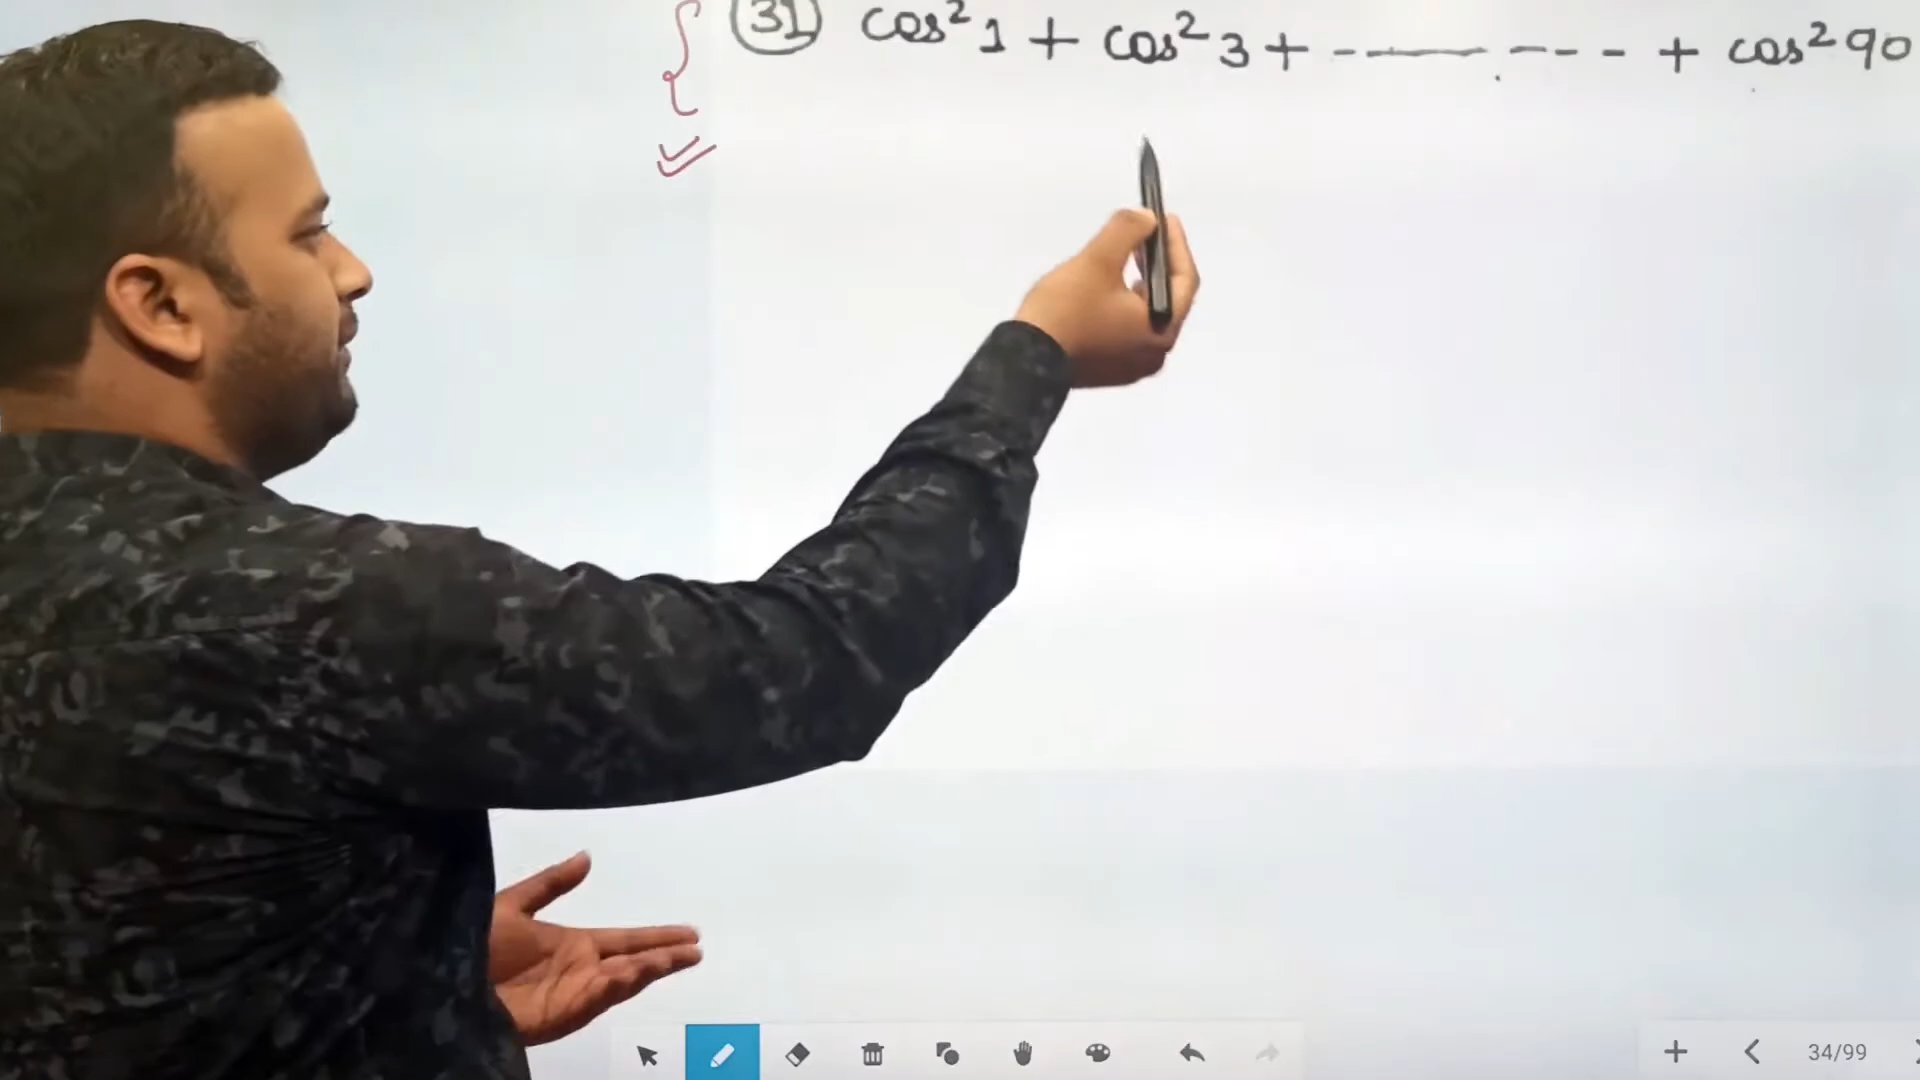 (31) cos²1 + cos²3 + - — - - - + cos²90
34/99